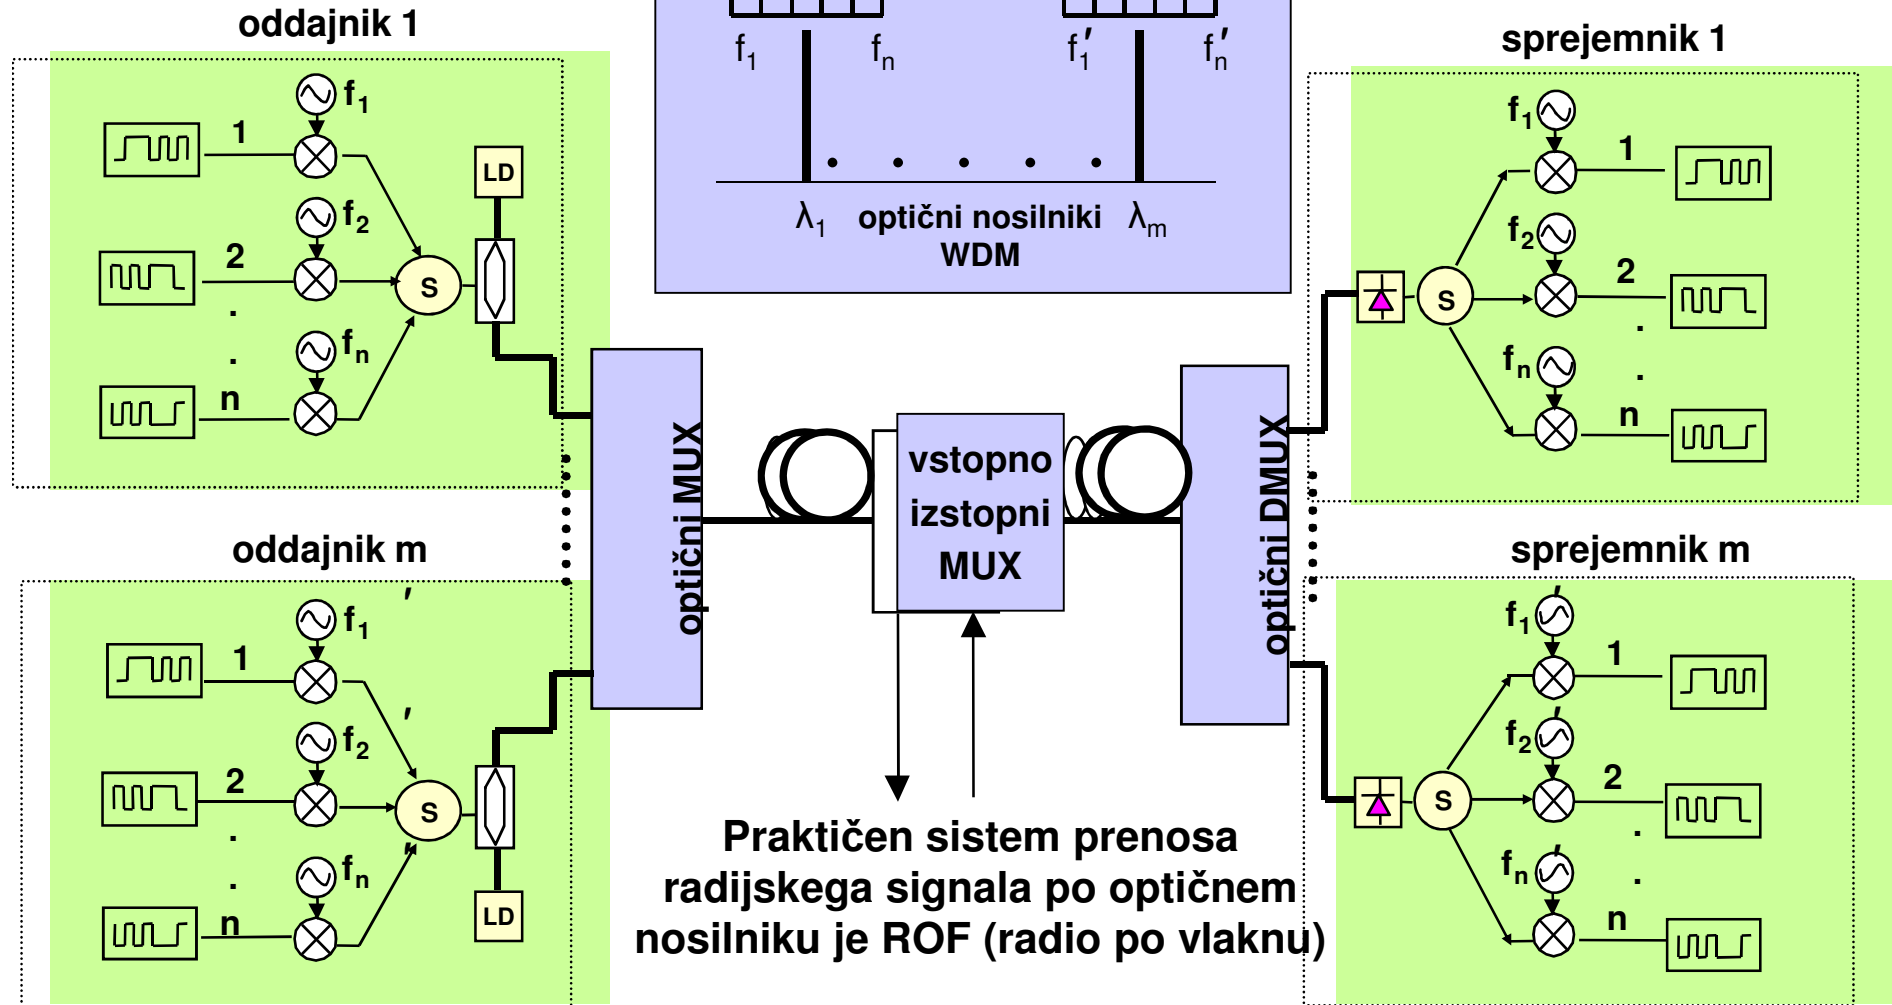 oddajnik 1
f1
1
f2
2
.
.
fn
n
S
LD
f1 fn f1′ fn′
λ1 optični nosilniki λm
WDM
sprejemnik 1
f1
1
f2
2
.
.
fn
n
S
optični MUX
vstopno
izstopni
MUX
optični DMUX
oddajnik m
f1 ′
1
f2 ′
2
.
.
fn ′
n
S
LD
sprejemnik m
f1′
1
f2′
2
.
.
fn′
n
S
Praktičen sistem prenosa
radijskega signala po optičnem
nosilniku je ROF (radio po vlaknu)